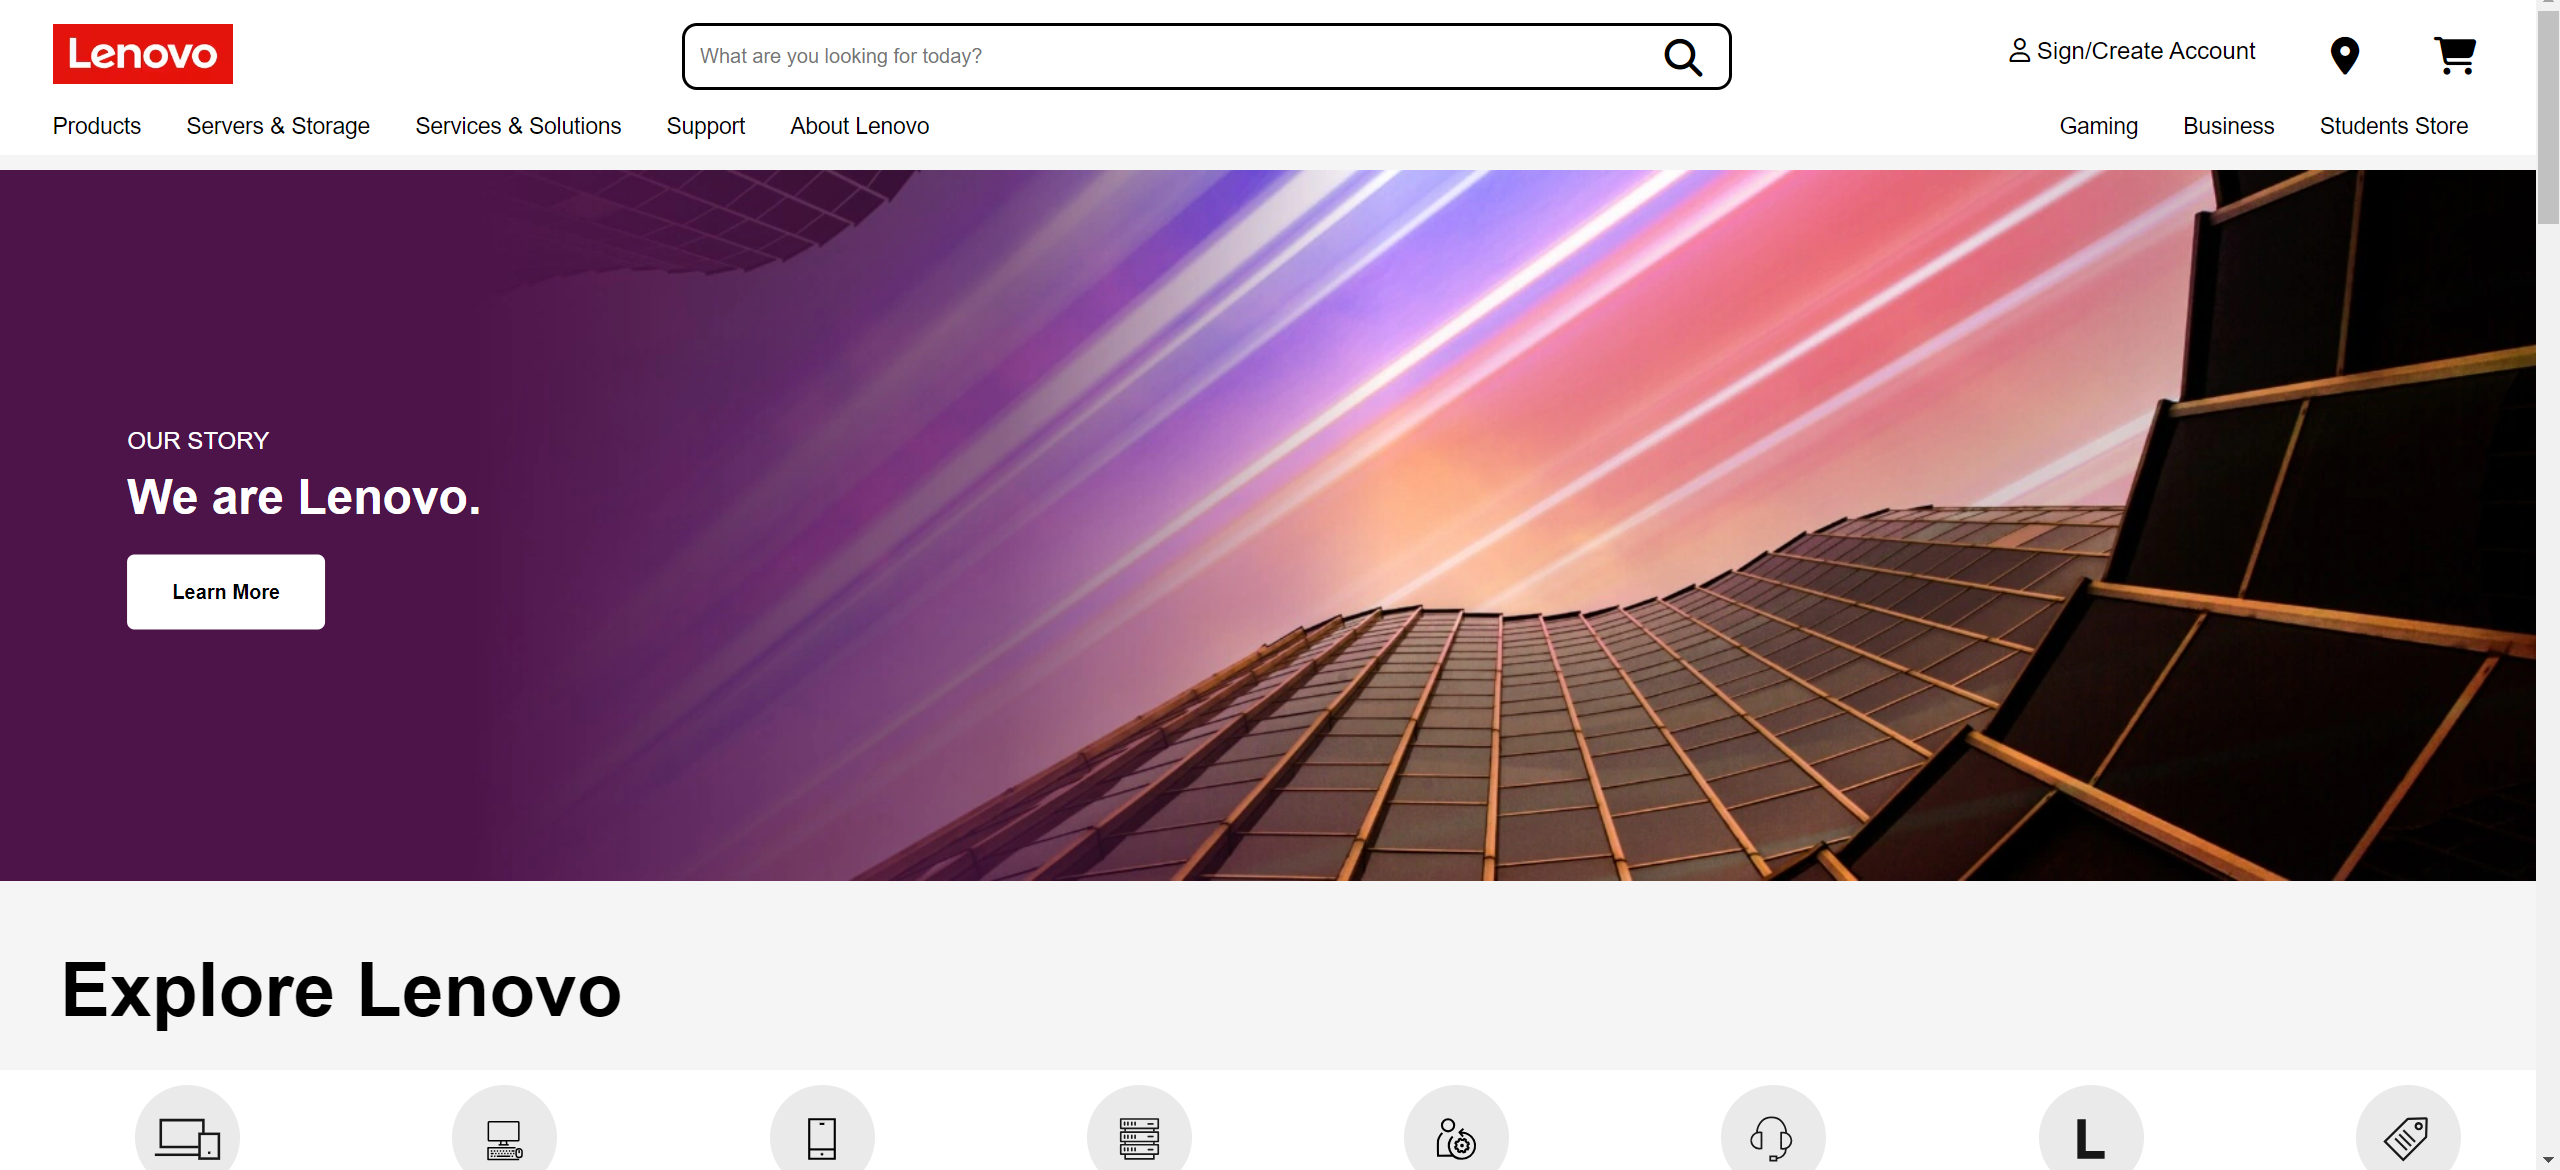 Lenovo
What are you looking for today?
Sign/Create Account
Products
Servers & Storage
Services & Solutions
Support
About Lenovo
Gaming
Business
Students Store
OUR STORY
We are Lenovo.
Learn More
Explore Lenovo
L